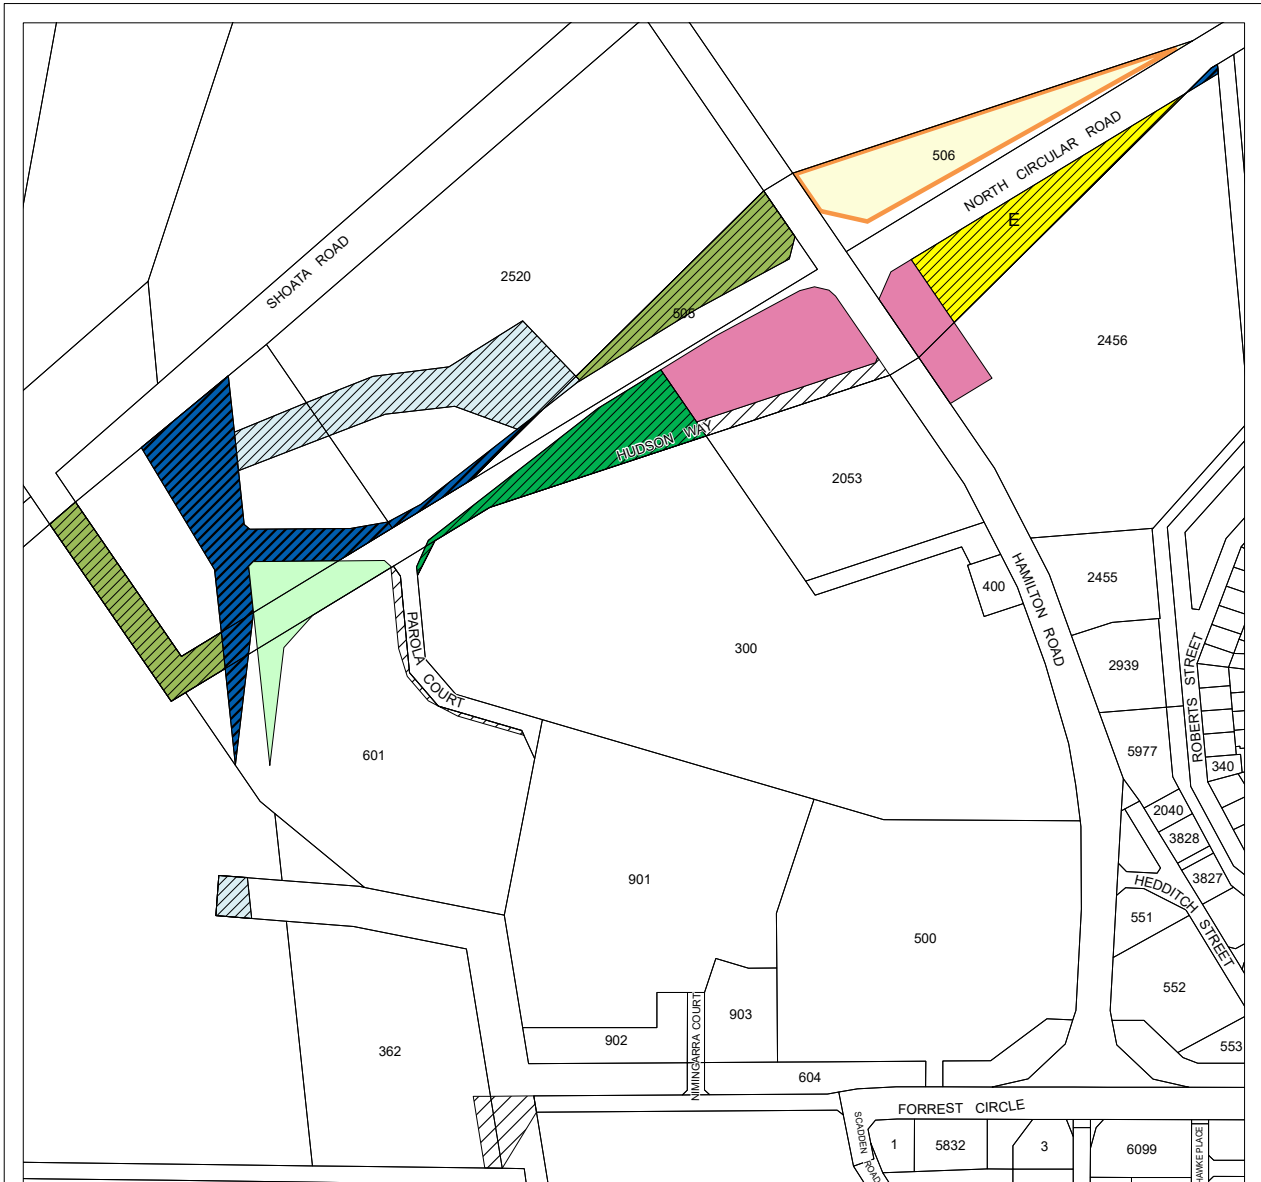 506
NORTH CIRCULAR ROAD
E
SHOATA ROAD
2520
505
2456
HUDSON WAY
2053
HAMILTON ROAD
400
2455
PAROLA COURT
300
2939
ROBERTS STREET
601
5977
340
2040
3828
3827
901
HEDDITCH STREET
551
500
552
NIMINGARRA COURT
903
902
553
362
604
FORREST CIRCLE
SCADDEN ROAD
1
5832
3
6099
HAWKE PLACE